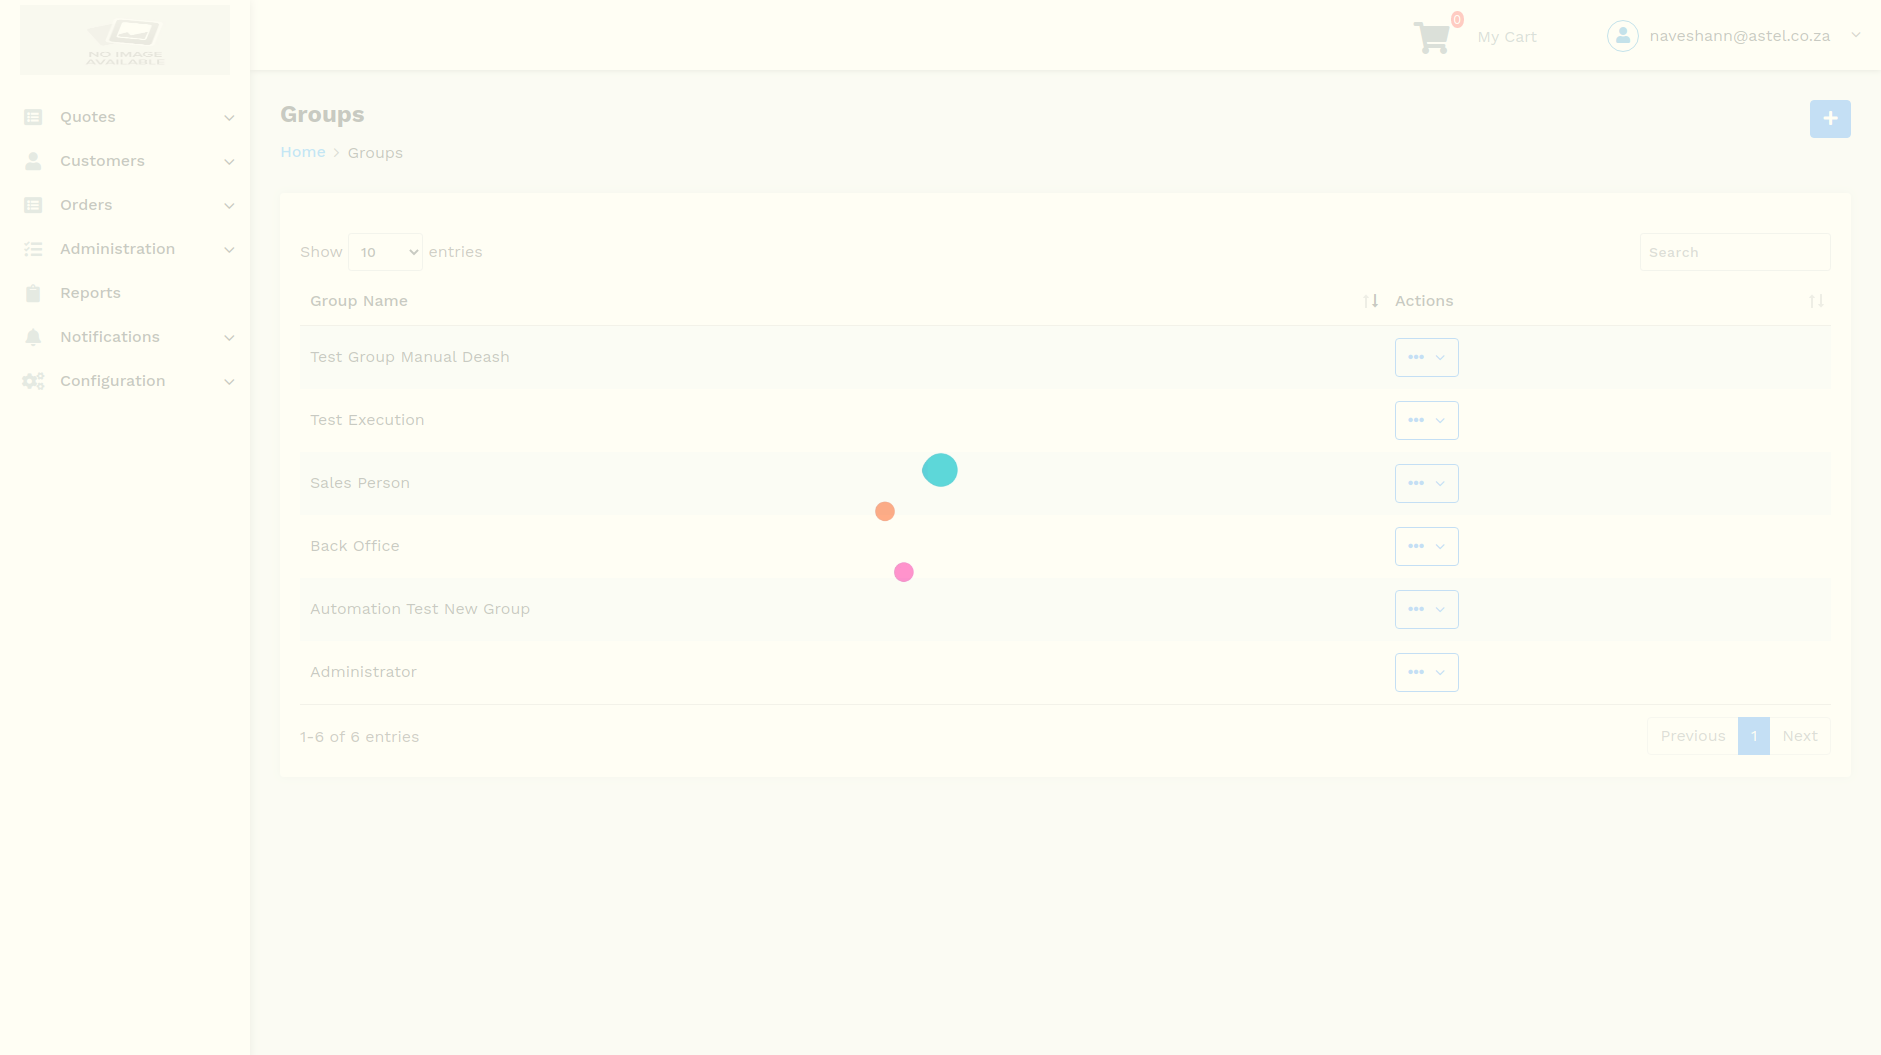 NO IMAGE
AVAILABLE
0
My Cart
naveshann@astel.co.za
Quotes
Customers
Orders
Administration
Reports
Notifications
Configuration
Groups
Home > Groups
Show 10 entries
Search
Group Name
Actions
Test Group Manual Deash
Test Execution
Sales Person
Back Office
Automation Test New Group
Administrator
1-6 of 6 entries
Previous 1 Next